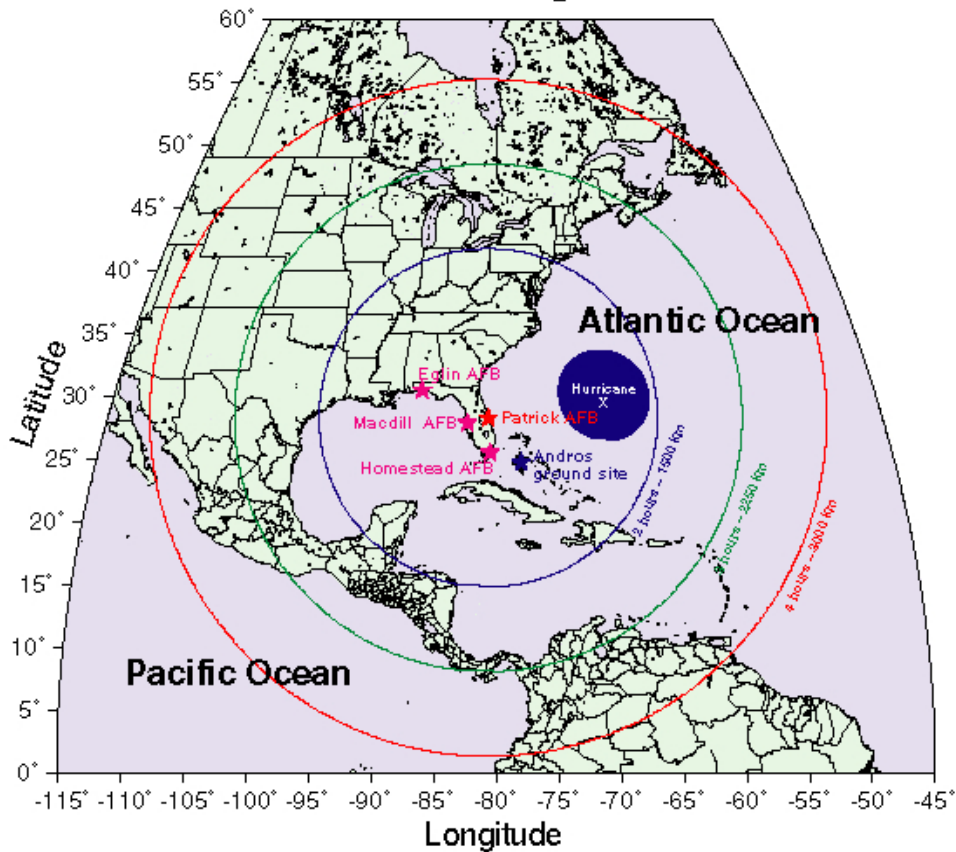 60°
55°
50°
45°
40°
35°
30°
25°
20°
15°
10°
5°
0°
Latitude
Atlantic Ocean
Hurricane
X
Eglin AFB
Macdill AFB
Patrick AFB
Homestead AFB
Andros
ground site
2 hours ~ 1500 Km
hours ~ 2250 Km
4 hours ~ 3000 Km
Pacific Ocean
-115° -110° -105° -100° -95° -90° -85° -80° -75° -70° -65° -60° -55° -50° -45°
Longitude